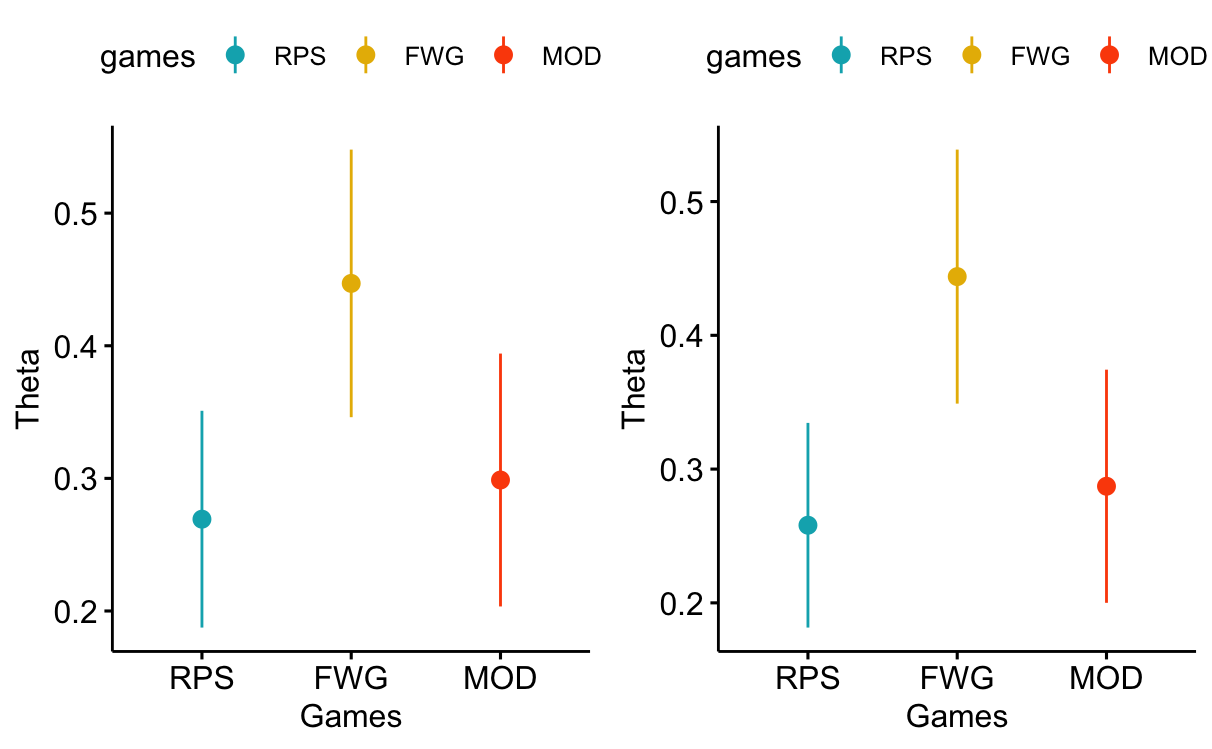 games RPS FWG MOD
0.5
0.4
0.3
0.2
Theta
RPS FWG MOD
Games
games RPS FWG MOD
0.5
0.4
0.3
0.2
Theta
RPS FWG MOD
Games